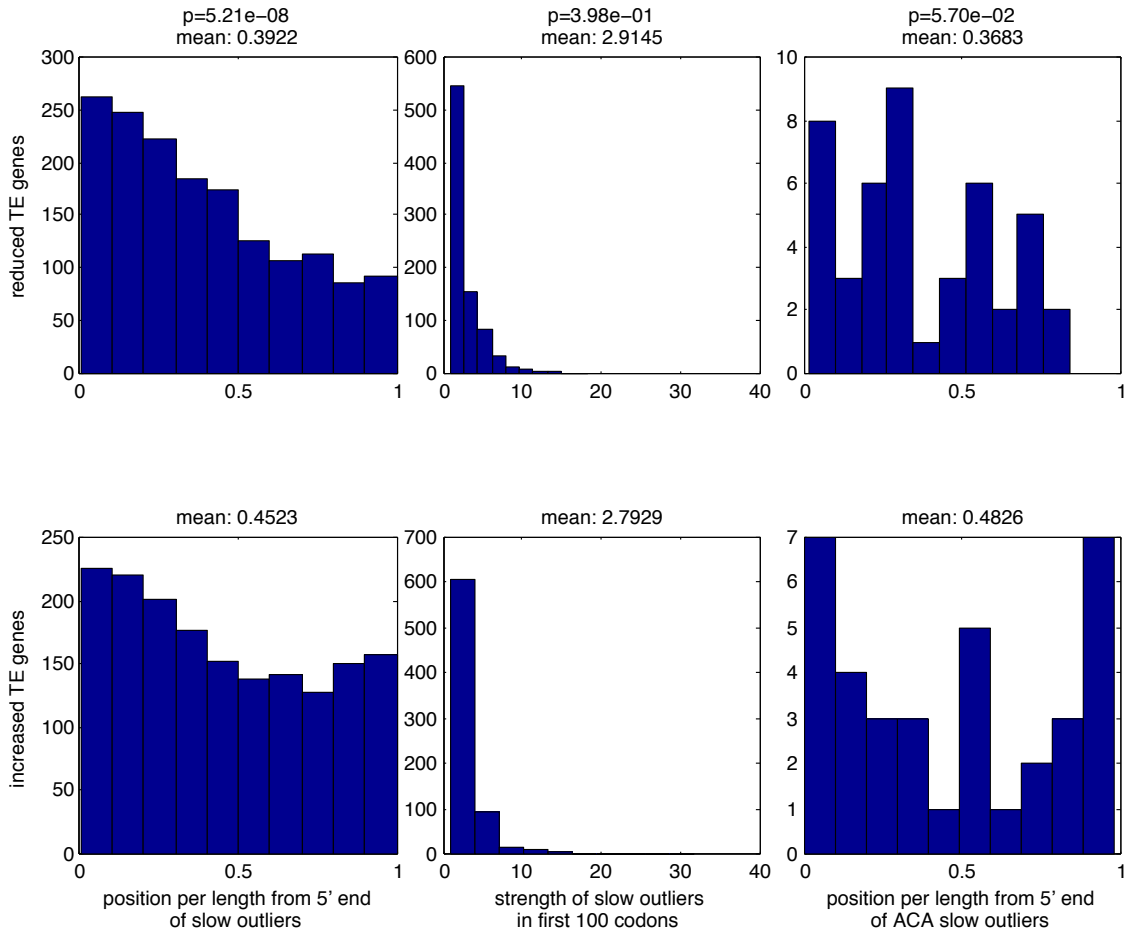 p=5.21e−08
mean: 0.3922
p=3.98e−01
mean: 2.9145
p=5.70e−02
mean: 0.3683
reduced TE genes
300
250
200
150
100
50
0
0 0.5 1
600
500
400
300
200
100
0
0 10 20 30 40
10
8
6
4
2
0
0 0.5 1
mean: 0.4523
mean: 2.7929
mean: 0.4826
increased TE genes
250
200
150
100
50
0
0 0.5 1
position per length from 5’ end
of slow outliers
700
600
500
400
300
200
100
0
0 10 20 30 40
strength of slow outliers
in first 100 codons
7
6
5
4
3
2
1
0
0 0.5 1
position per length from 5’ end
of ACA slow outliers